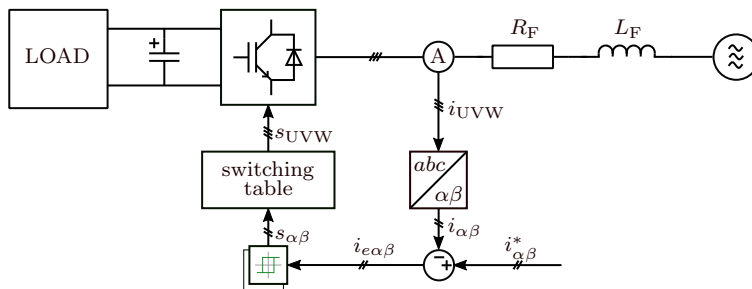 LOAD
+
A
R_F
L_F
i_UVW
s_UVW
switching
table
abc
αβ
s_αβ
i_αβ
i_eαβ
i*_αβ
− +